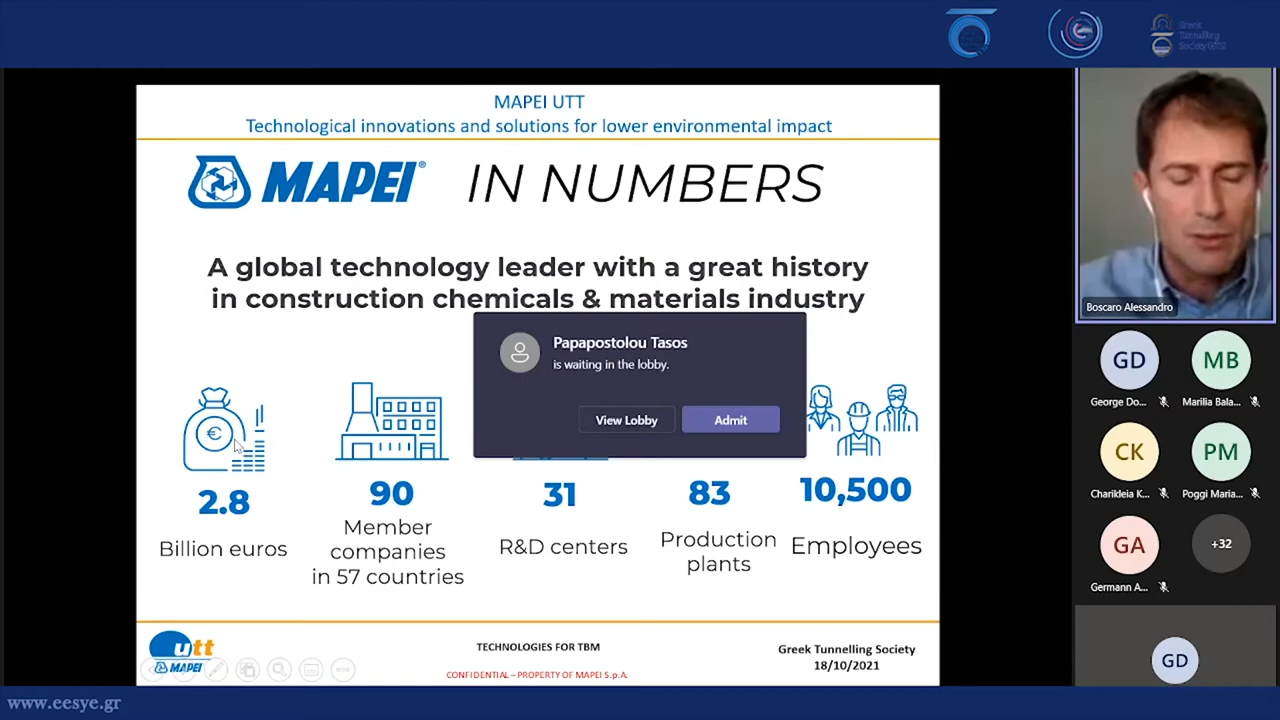 Greek
Tunnelling
Society
MAPEI UTT
Technological innovations and solutions for lower environmental impact
MAPEI® IN NUMBERS
A global technology leader with a great history
in construction chemicals & materials industry
Papapostolou Tasos
is waiting in the lobby.
View Lobby
Admit
€
2.8
Billion euros
90
Member
companies
in 57 countries
31
R&D centers
83
Production
plants
10,500
Employees
utt
MAPEI
TECHNOLOGIES FOR TBM
CONFIDENTIAL – PROPERTY OF MAPEI S.p.A.
Greek Tunnelling Society
18/10/2021
Boscaro Alessandro
GD
George Do...
MB
Marilia Bala...
CK
Charikleia K...
PM
Poggi Maria...
GA
Germann A...
+32
GD
www.eesye.gr